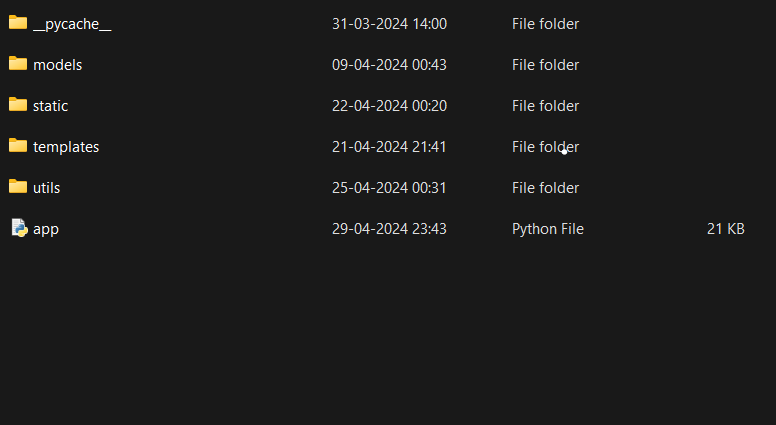 __pycache__ 31-03-2024 14:00 File folder
models 09-04-2024 00:43 File folder
static 22-04-2024 00:20 File folder
templates 21-04-2024 21:41 File folder
utils 25-04-2024 00:31 File folder
app 29-04-2024 23:43 Python File 21 KB